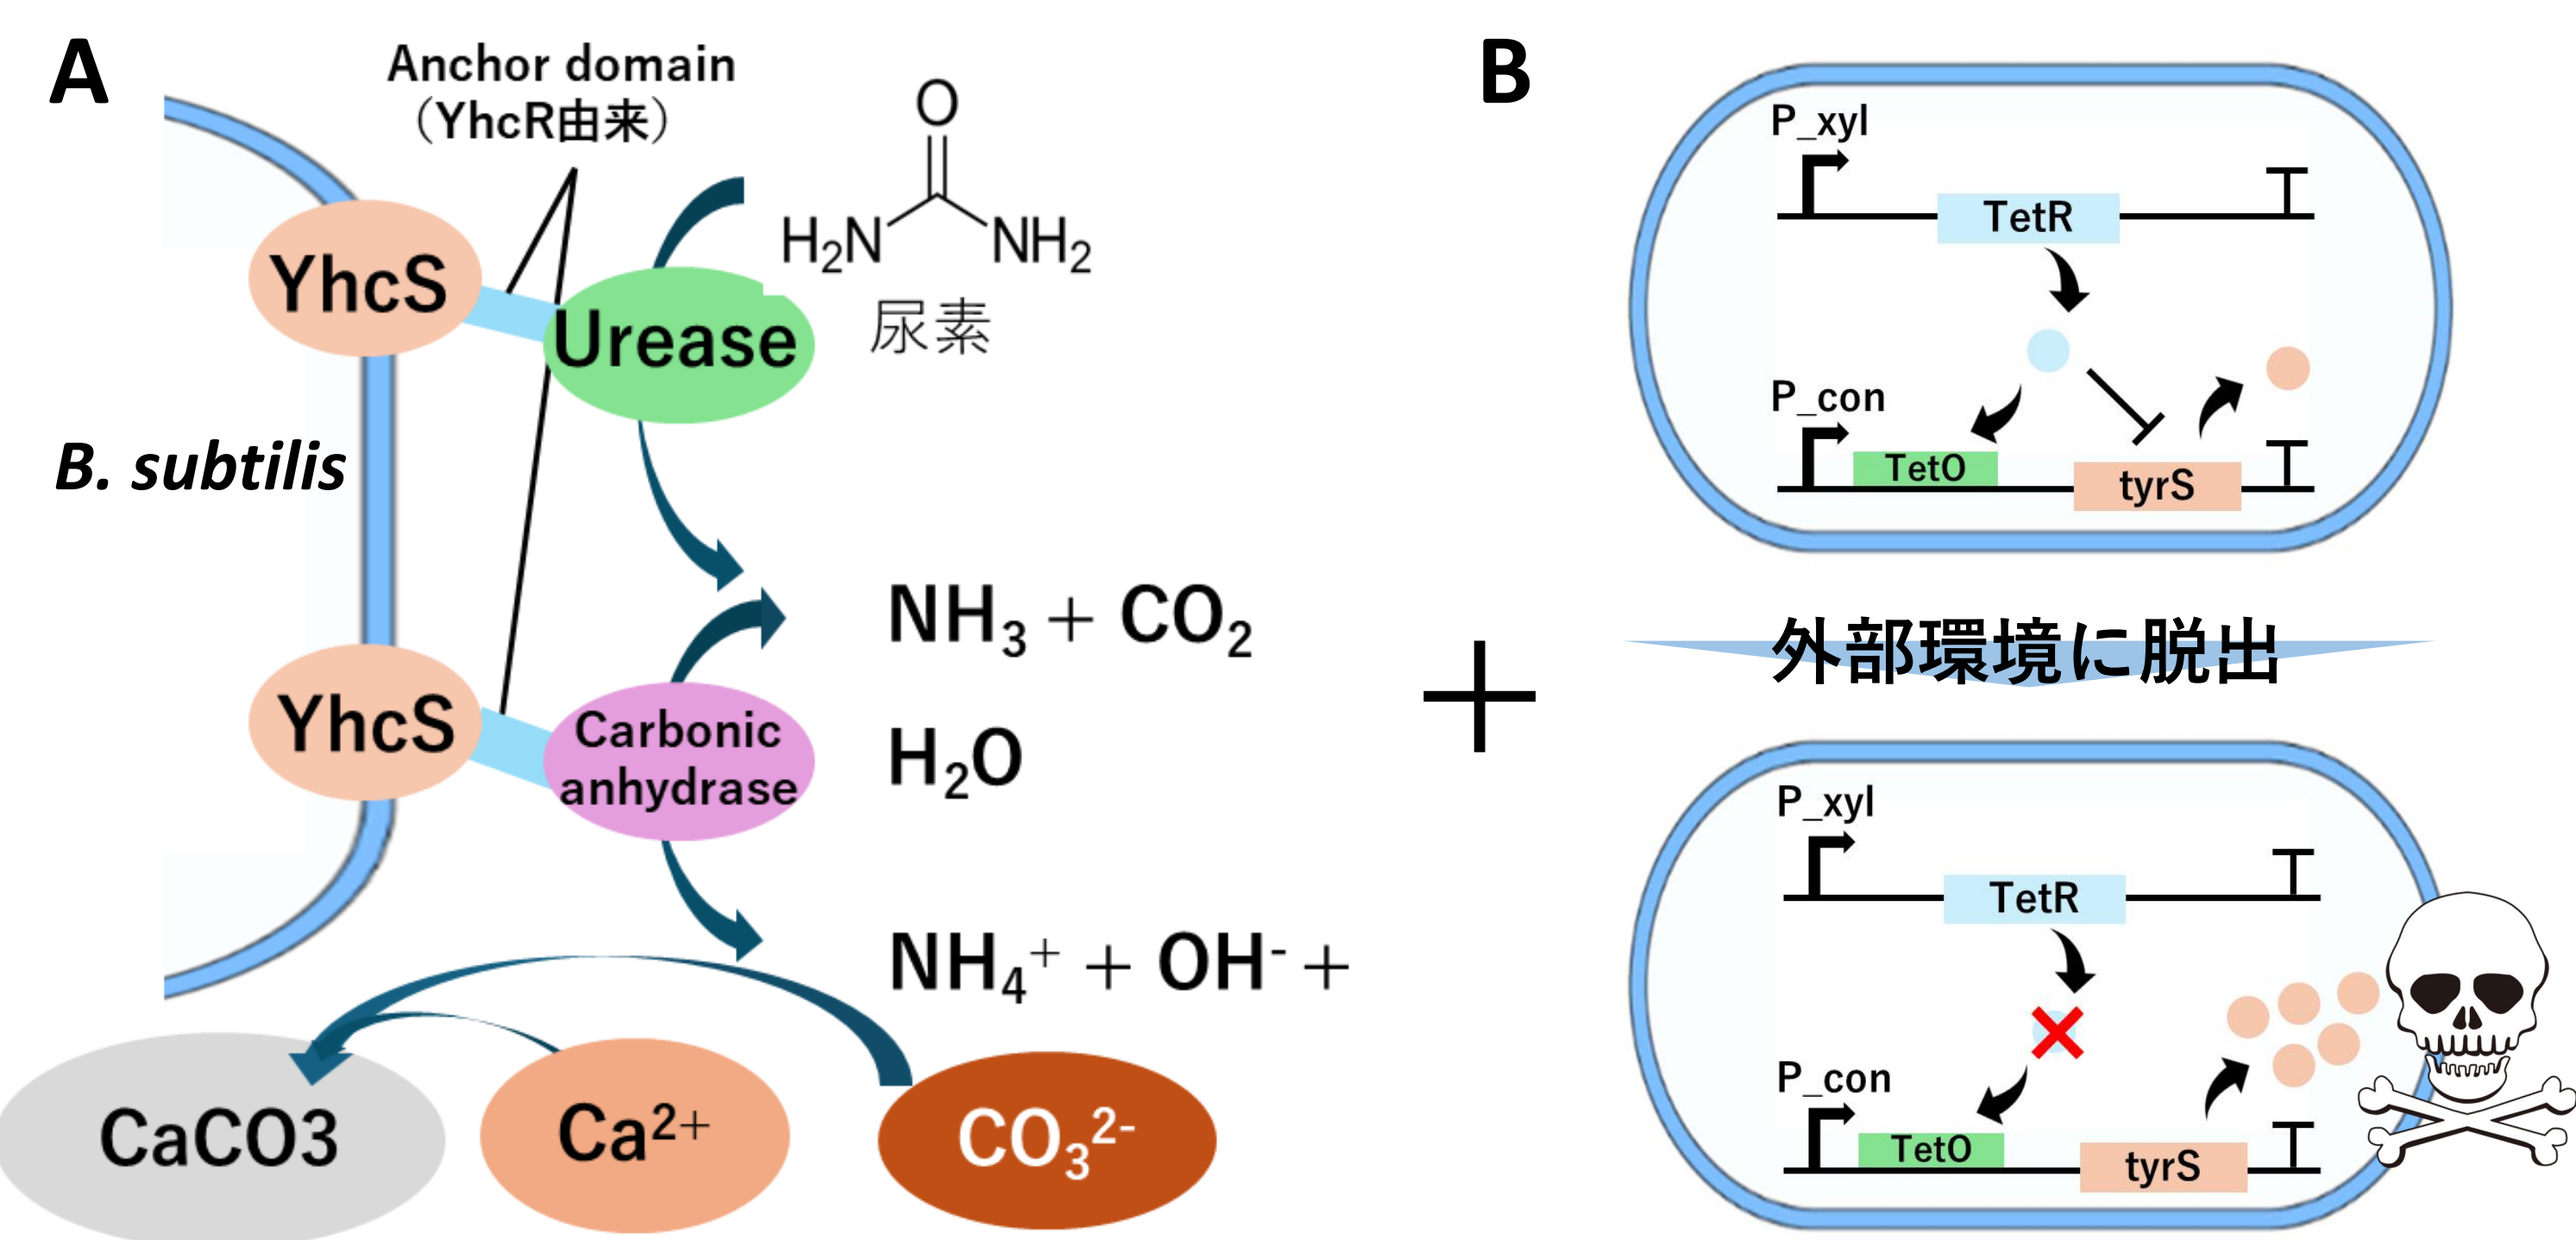 A
Anchor domain
（YhcR由来）
O
H₂N
NH₂
尿素
YhcS
Urease
B. subtilis
NH₃ + CO₂
YhcS
Carbonic
anhydrase
H₂O
NH₄⁺ + OH⁻ +
CaCO3
Ca²⁺
CO₃²⁻
+
B
P_xyl
TetR
P_con
TetO
tyrS
外部環境に脱出
P_xyl
TetR
P_con
TetO
tyrS